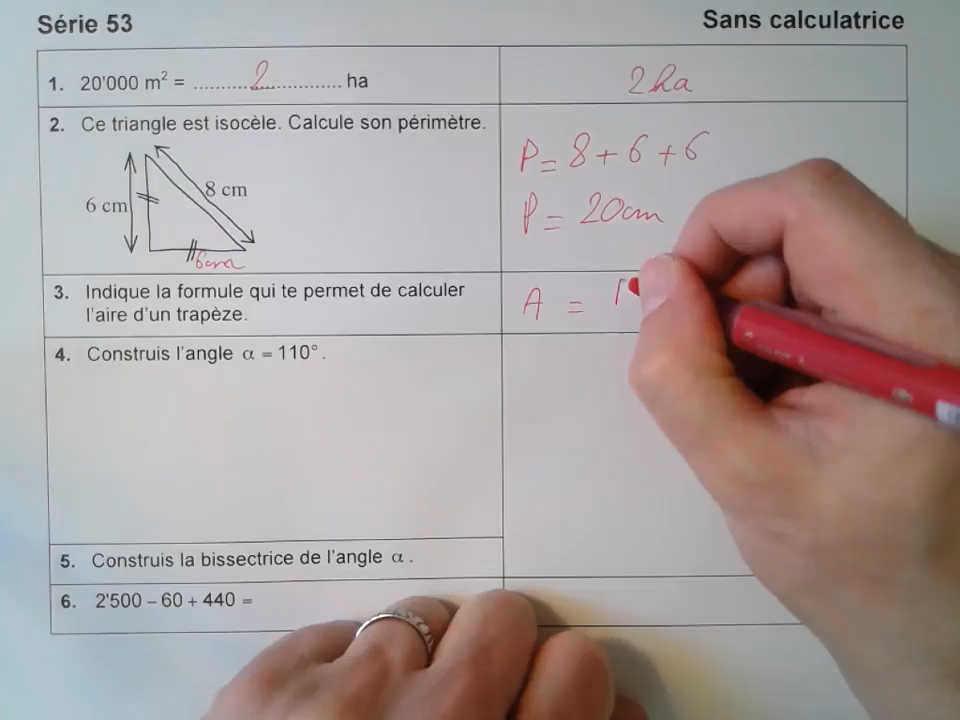 Série 53
Sans calculatrice
1. 20'000 m² = ..........2.............. ha
2 ha
2. Ce triangle est isocèle. Calcule son périmètre.
6 cm
8 cm
6cm
P = 8 + 6 + 6
P = 20cm
3. Indique la formule qui te permet de calculer
l'aire d'un trapèze.
A =
4. Construis l'angle α = 110°.
5. Construis la bissectrice de l'angle α.
6. 2'500 – 60 + 440 =